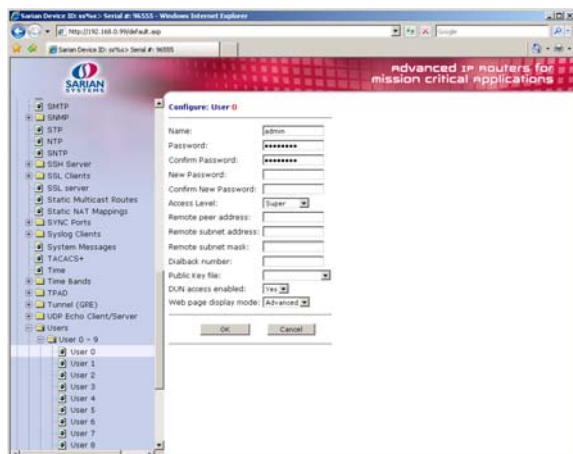 Sarian Device ID: ss%s> Serial #: 96555 - Windows Internet Explorer
http://192.168.0.99/default.asp
Google
Sarian Device ID: ss%s> Serial #: 96555
SARIAN
SYSTEMS
Advanced IP Routers for
mission critical applications
SMTP
SNMP
STP
NTP
SNTP
SSH Server
SSL Clients
SSL server
Static Multicast Routes
Static NAT Mappings
SYNC Ports
Syslog Clients
System Messages
TACACS+
Time
Time Bands
TPAD
Tunnel (GRE)
UDP Echo Client/Server
Users
User 0 - 9
User 0
User 1
User 2
User 3
User 4
User 5
User 6
User 7
User 8
Configure: User 0
Name: admin
Password: ••••••••
Confirm Password: ••••••••
New Password:
Confirm New Password:
Access Level: Super
Remote peer address:
Remote subnet address:
Remote subnet mask:
Dialback number:
Public Key file:
DUN access enabled: Yes
Web page display mode: Advanced
OK Cancel